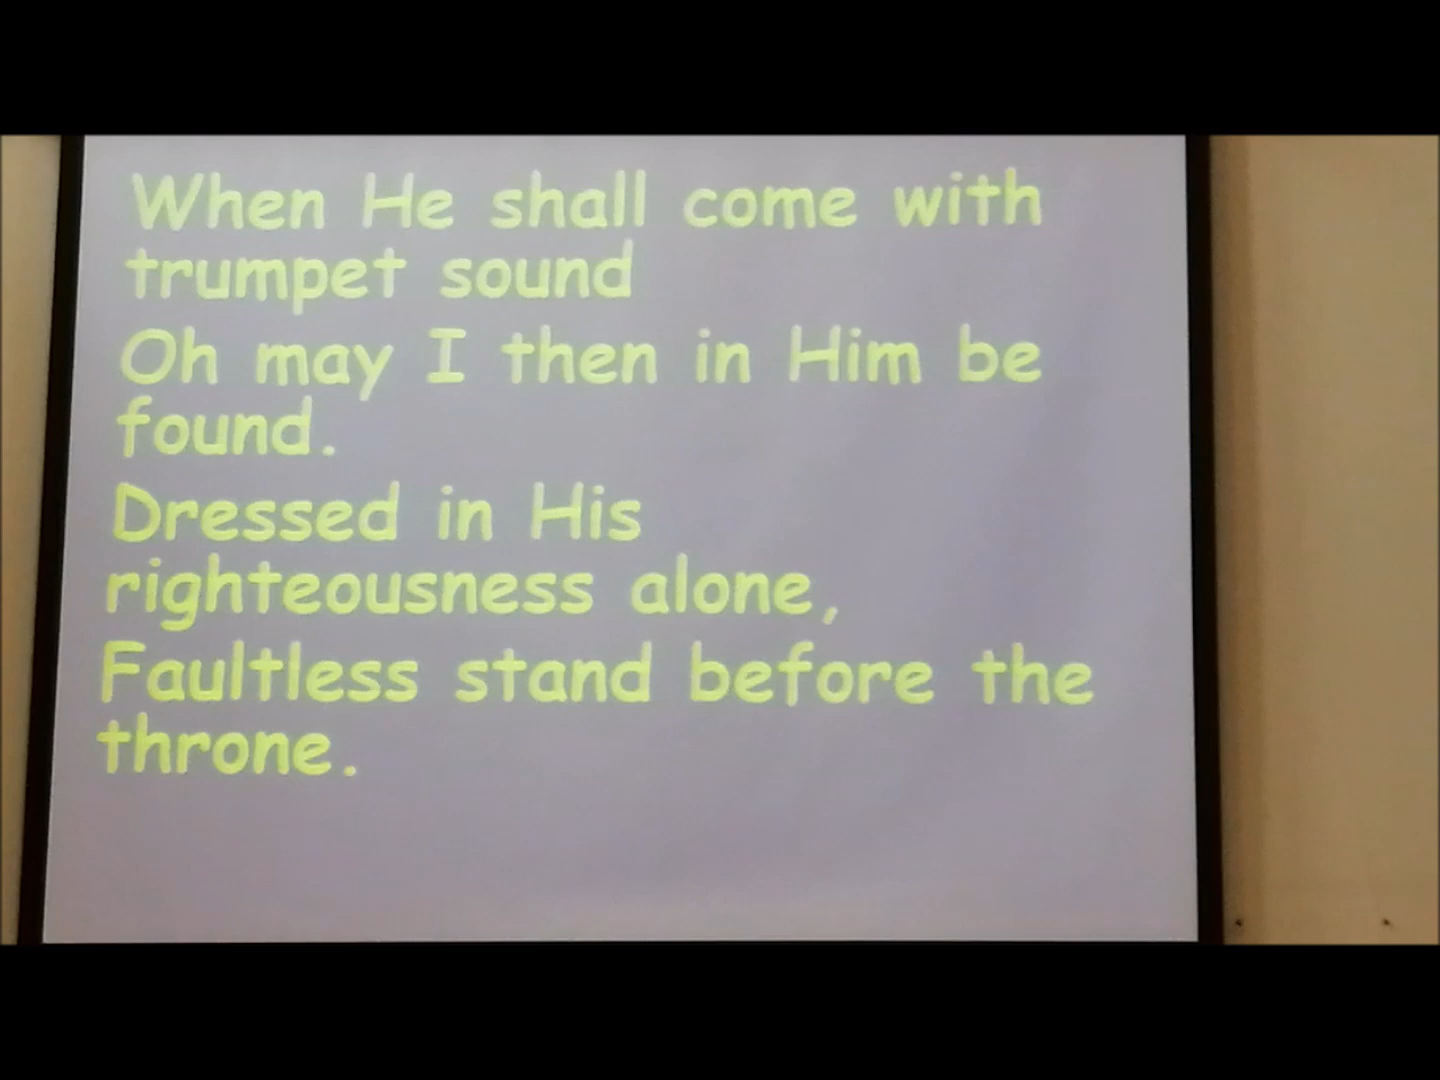 When He shall come with
trumpet sound
Oh may I then in Him be
found.
Dressed in His
righteousness alone,
Faultless stand before the
throne.